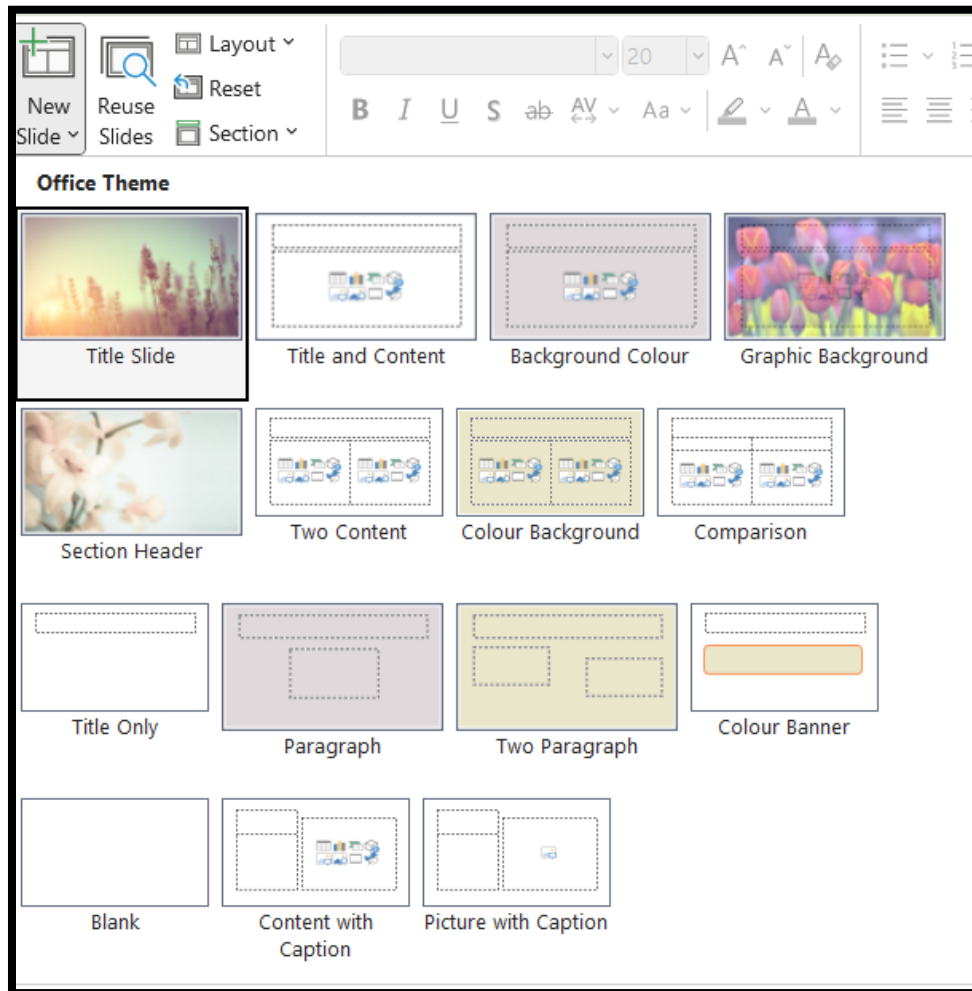 New
Slide
Reuse
Slides
Layout
Reset
Section
20
B I U S ab AV Aa A
A A A
Office Theme
Title Slide
Title and Content
Background Colour
Graphic Background
Section Header
Two Content
Colour Background
Comparison
Title Only
Paragraph
Two Paragraph
Colour Banner
Blank
Content with
Caption
Picture with Caption